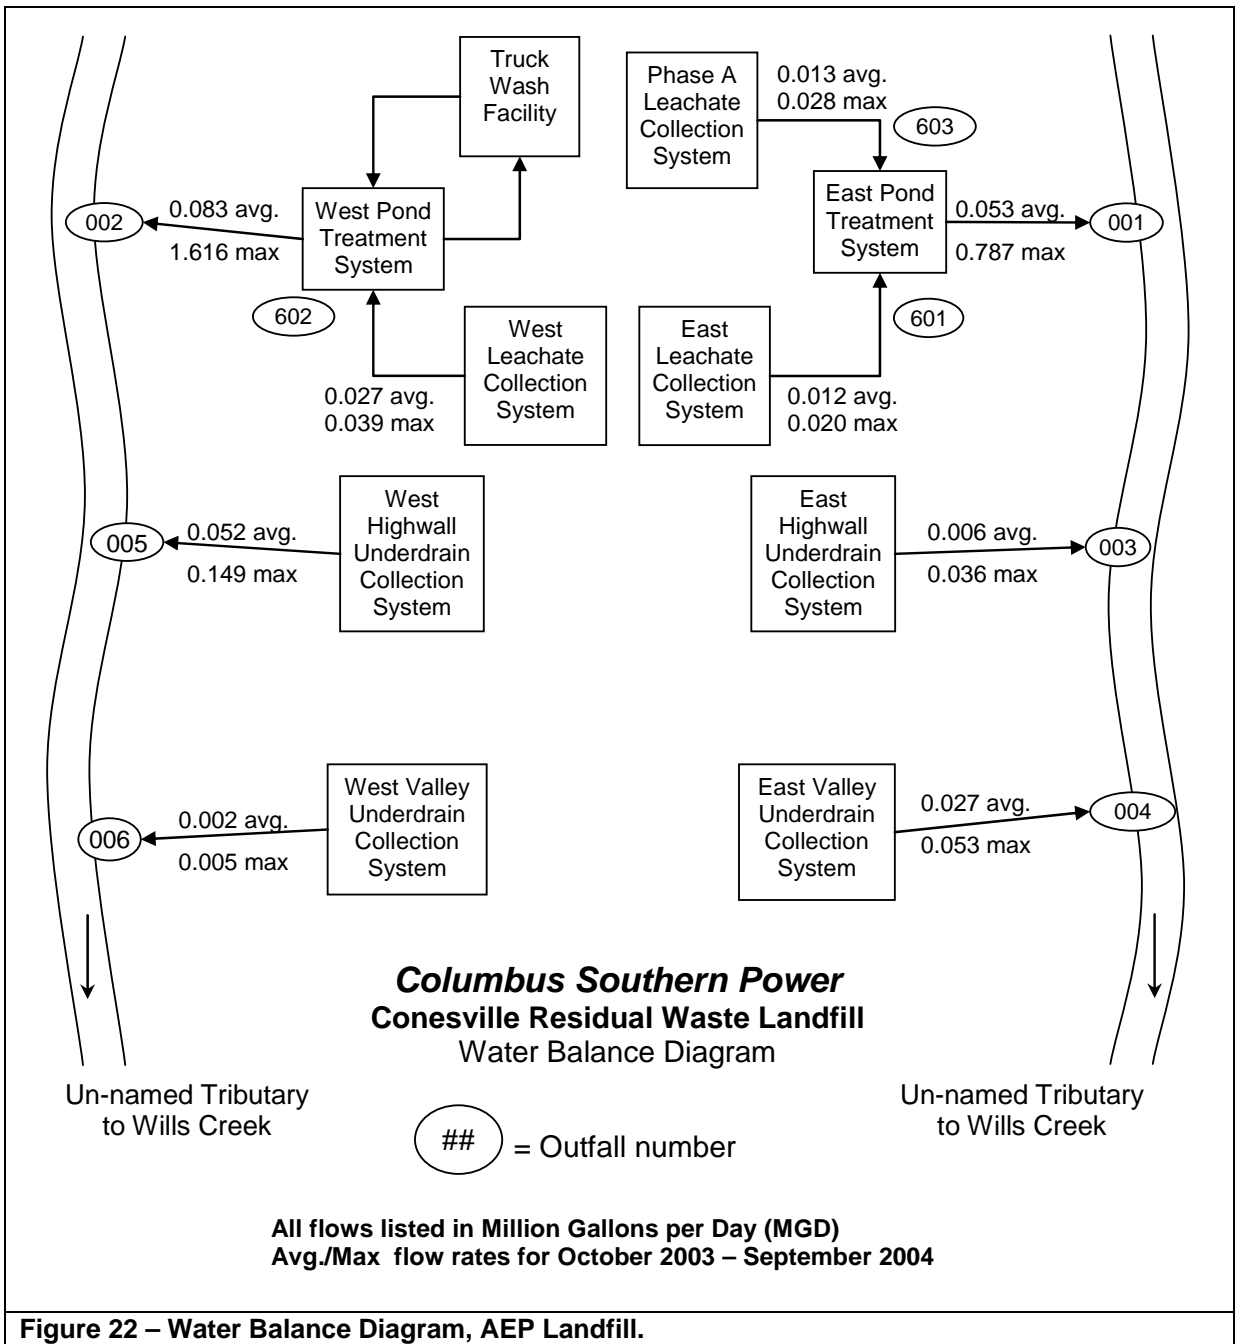 Truck
Wash
Facility
Phase A
Leachate
Collection
System
0.013 avg.
0.028 max
603
002
0.083 avg.
1.616 max
West Pond
Treatment
System
East Pond
Treatment
System
0.053 avg.
0.787 max
001
602
601
West
Leachate
Collection
System
0.027 avg.
0.039 max
East
Leachate
Collection
System
0.012 avg.
0.020 max
005
0.052 avg.
0.149 max
West
Highwall
Underdrain
Collection
System
East
Highwall
Underdrain
Collection
System
0.006 avg.
0.036 max
003
006
0.002 avg.
0.005 max
West Valley
Underdrain
Collection
System
East Valley
Underdrain
Collection
System
0.027 avg.
0.053 max
004
Columbus Southern Power
Conesville Residual Waste Landfill
Water Balance Diagram
Un-named Tributary
to Wills Creek
Un-named Tributary
to Wills Creek
## = Outfall number
All flows listed in Million Gallons per Day (MGD)
Avg./Max flow rates for October 2003 – September 2004
Figure 22 – Water Balance Diagram, AEP Landfill.